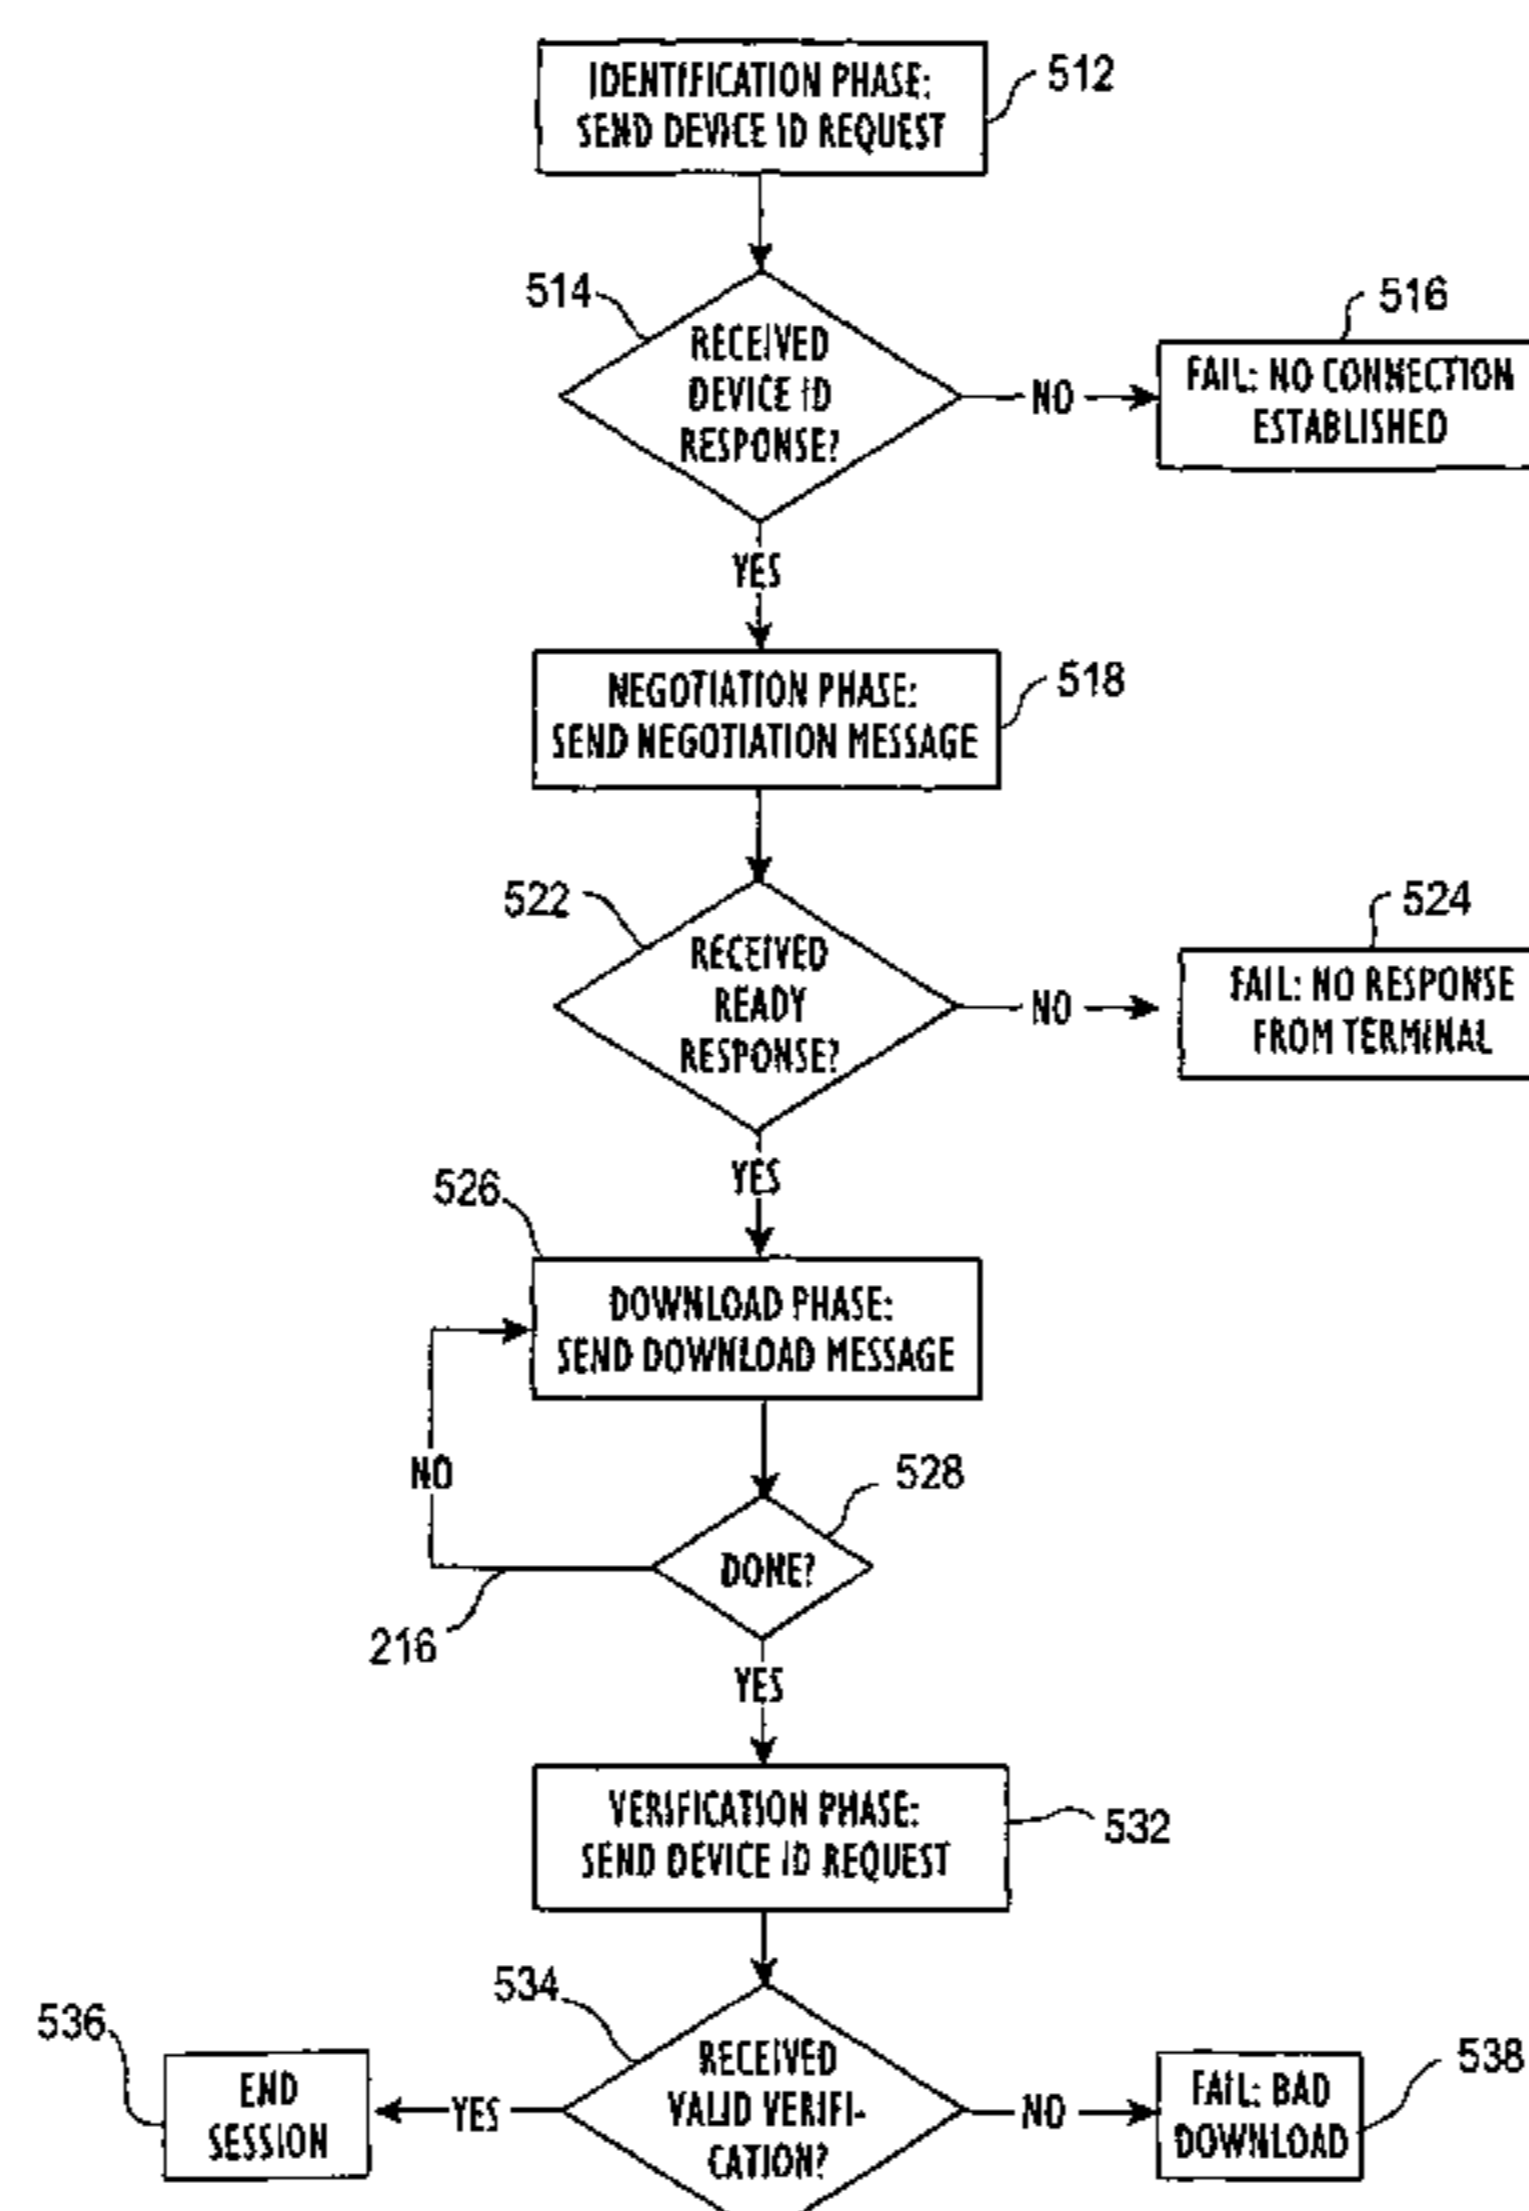 IDENTIFICATION PHASE:
SEND DEVICE ID REQUEST
512
514
RECEIVED
DEVICE ID
RESPONSE?
NO
516
FAIL: NO CONNECTION
ESTABLISHED
YES
NEGOTIATION PHASE:
SEND NEGOTIATION MESSAGE
518
522
RECEIVED
READY
RESPONSE?
NO
524
FAIL: NO RESPONSE
FROM TERMINAL
YES
526
DOWNLOAD PHASE:
SEND DOWNLOAD MESSAGE
NO
528
DONE?
216
YES
VERIFICATION PHASE:
SEND DEVICE ID REQUEST
532
534
RECEIVED
VALID VERIFI-
CATION?
536
END
SESSION
YES
NO
538
FAIL: BAD
DOWNLOAD